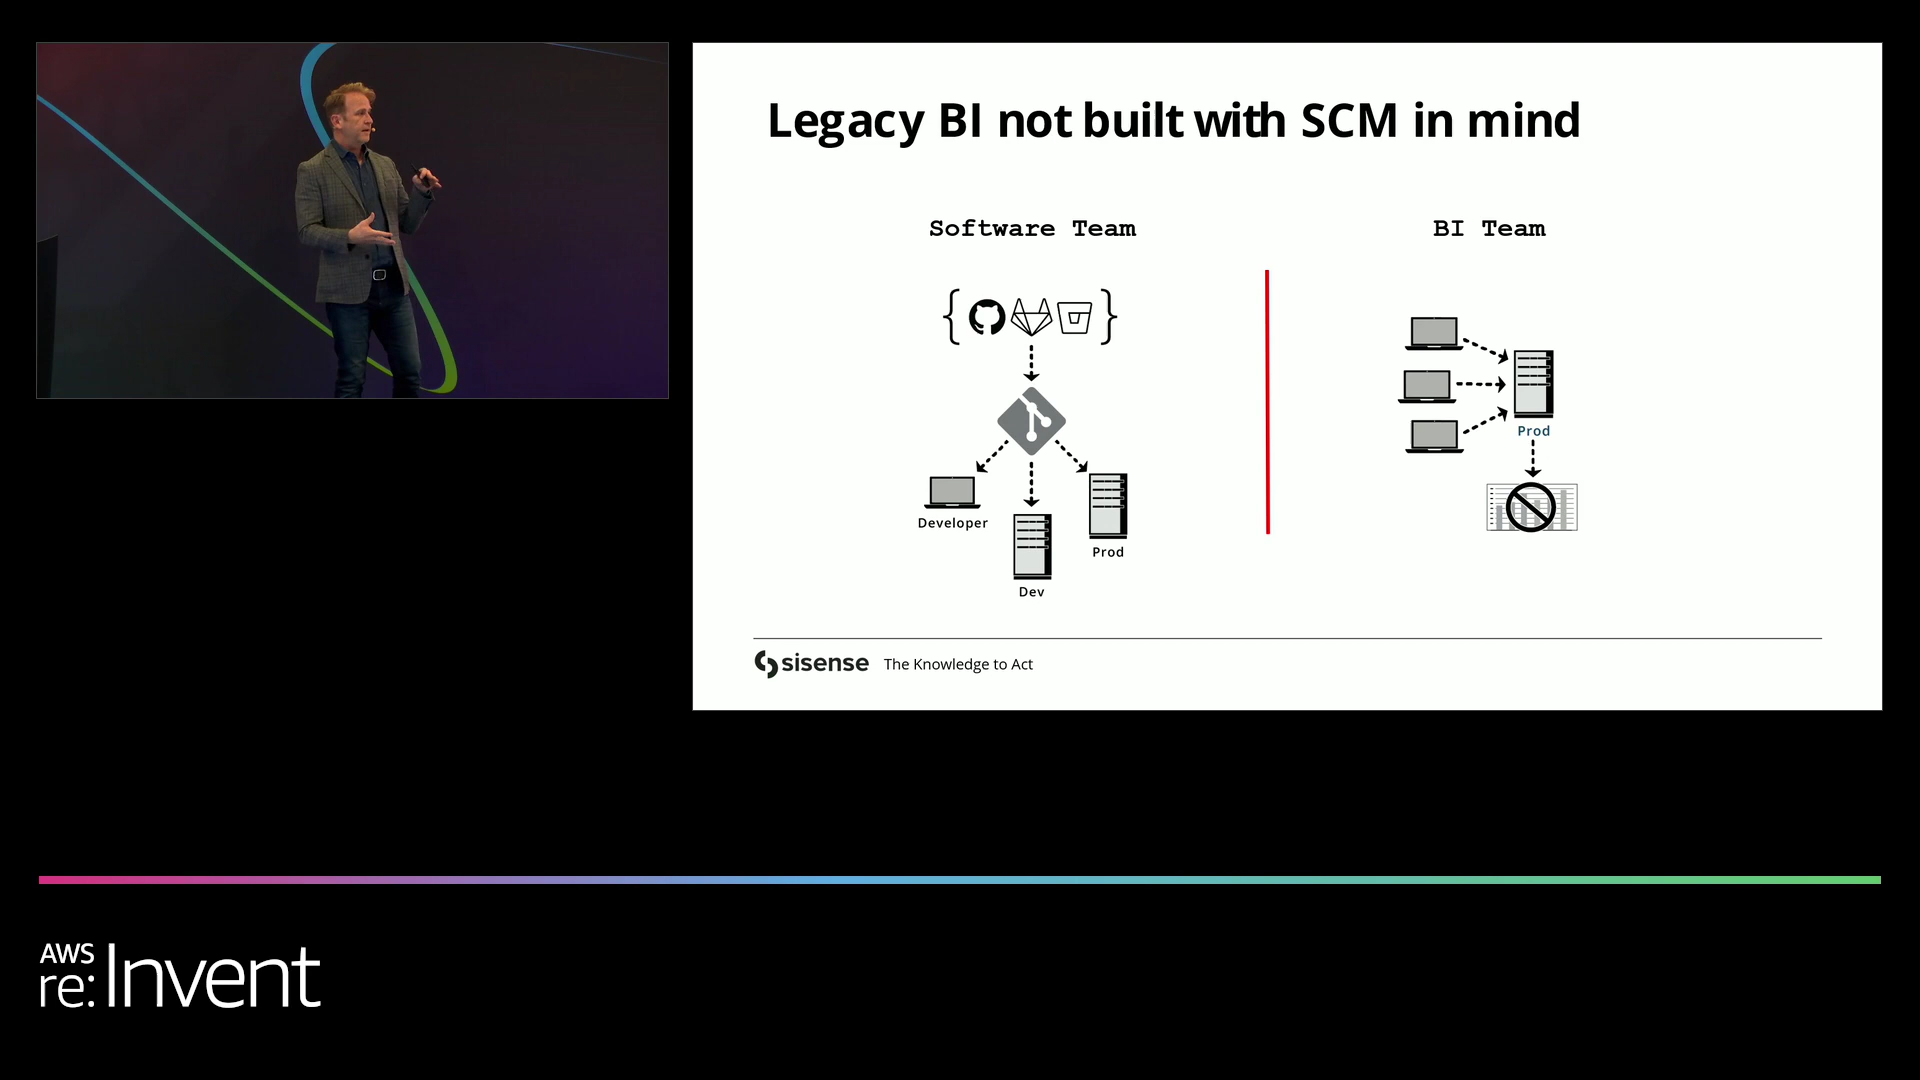 Legacy BI not built with SCM in mind
Software Team
BI Team
Developer
Dev
Prod
Prod
sisense The Knowledge to Act
AWS
re:Invent